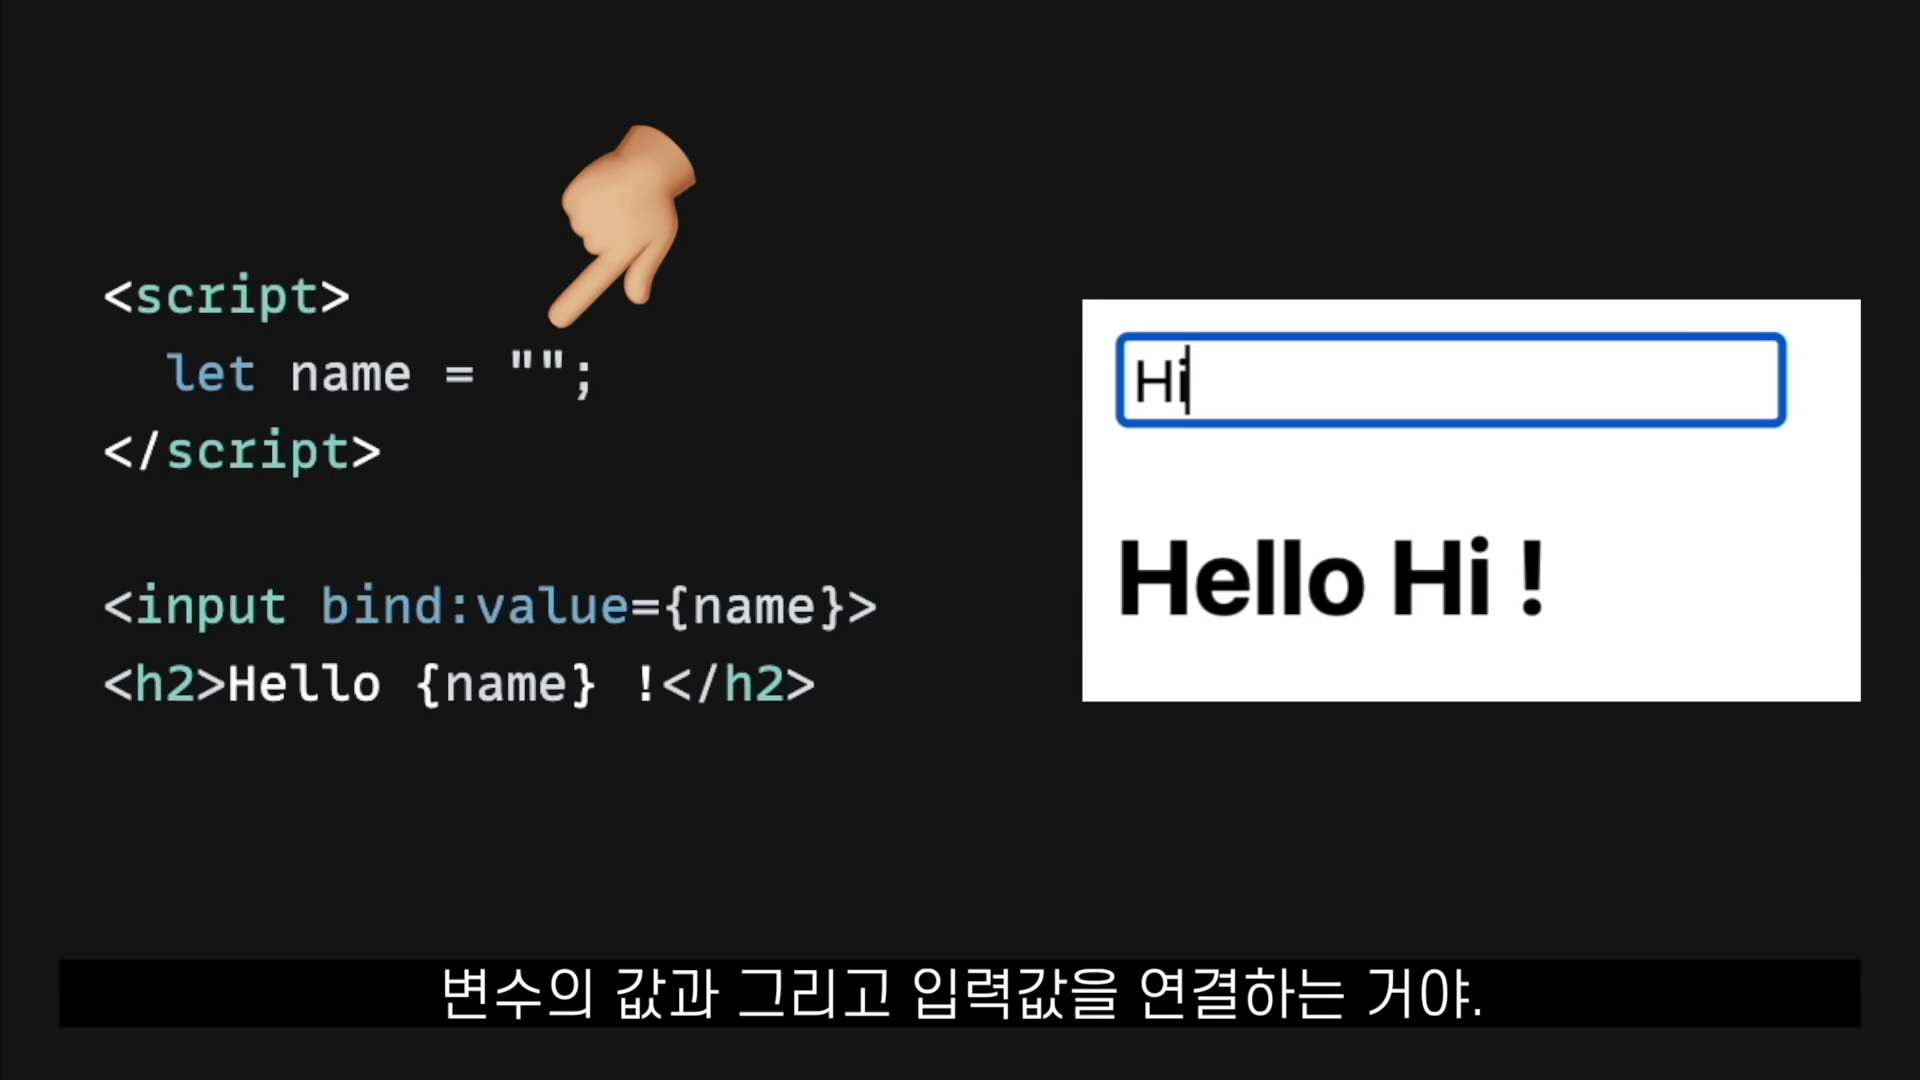 <script>
let name = "";
</script>
<input bind:value={name}>
<h2>Hello {name} !</h2>
Hi
Hello Hi !
변수의 값과 그리고 입력값을 연결하는 거야.